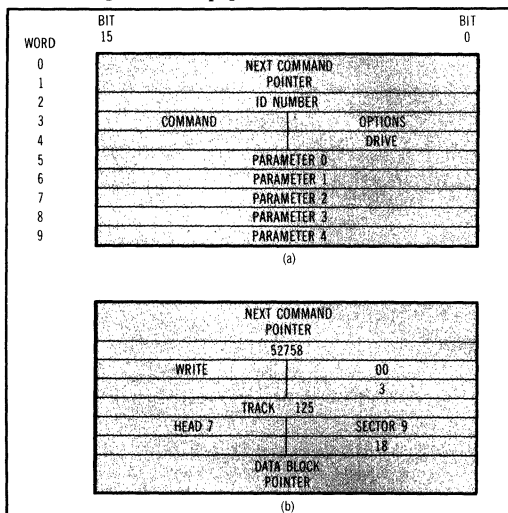 BIT BIT
WORD 15 0
0 NEXT COMMAND
1 POINTER
2 ID NUMBER
3 COMMAND OPTIONS
4 DRIVE
5 PARAMETER 0
6 PARAMETER 1
7 PARAMETER 2
8 PARAMETER 3
9 PARAMETER 4
(a)
NEXT COMMAND
POINTER
52758
WRITE 00
3
TRACK 125
HEAD 7 SECTOR 9
18
DATA BLOCK
POINTER
(b)